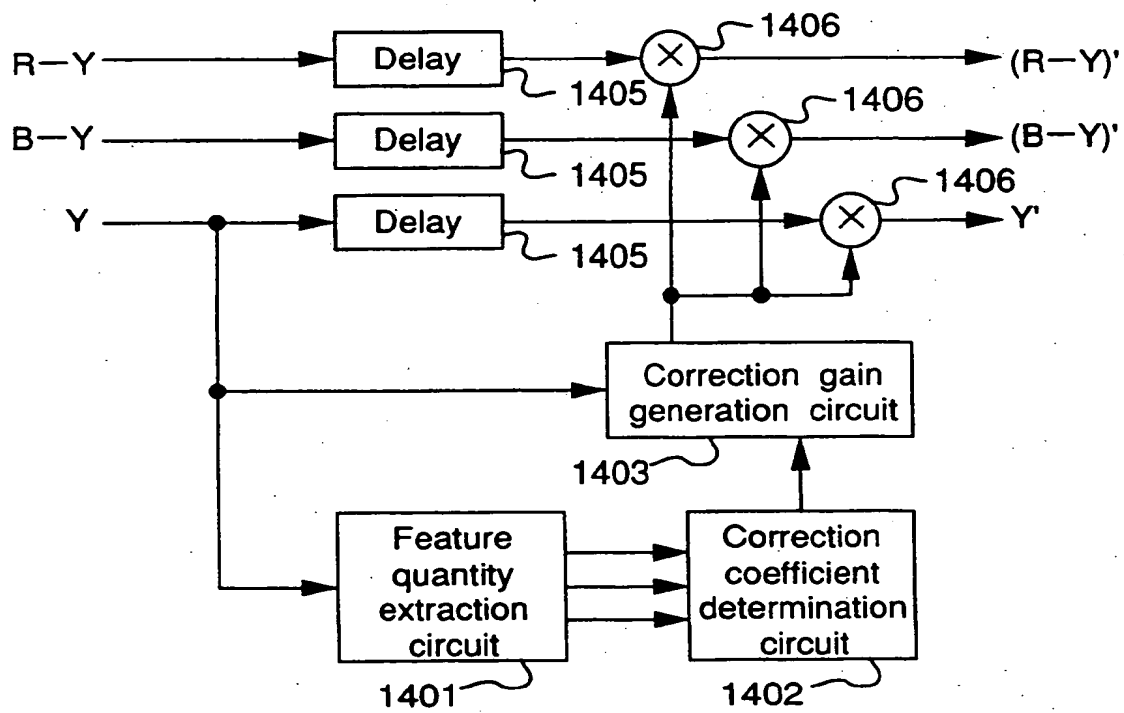 R−Y
Delay
1405
1406
(R−Y)'
B−Y
Delay
1405
1406
(B−Y)'
Y
Delay
1405
1406
Y'
Correction gain
generation circuit
1403
Feature
quantity
extraction
circuit
1401
Correction
coefficient
determination
circuit
1402